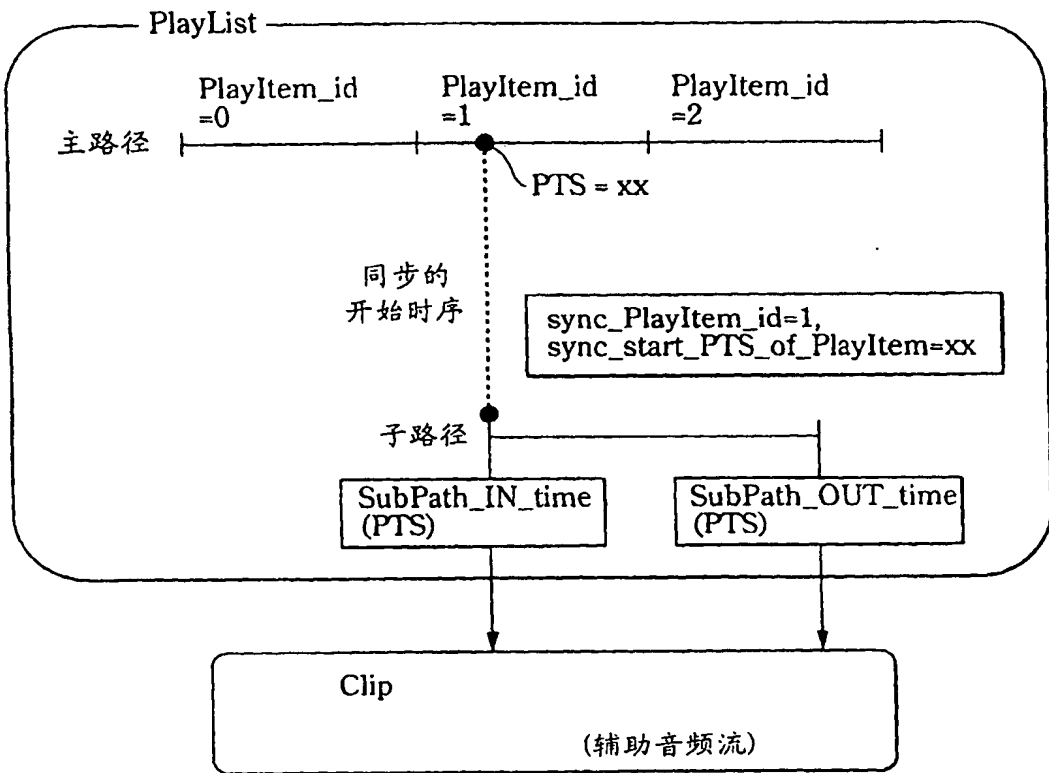 PlayList
PlayItem_id
=0
PlayItem_id
=1
PlayItem_id
=2
主路径
PTS = xx
同步的
开始时序
sync_PlayItem_id=1,
sync_start_PTS_of_PlayItem=xx
子路径
SubPath_IN_time
(PTS)
SubPath_OUT_time
(PTS)
Clip
(辅助音频流)